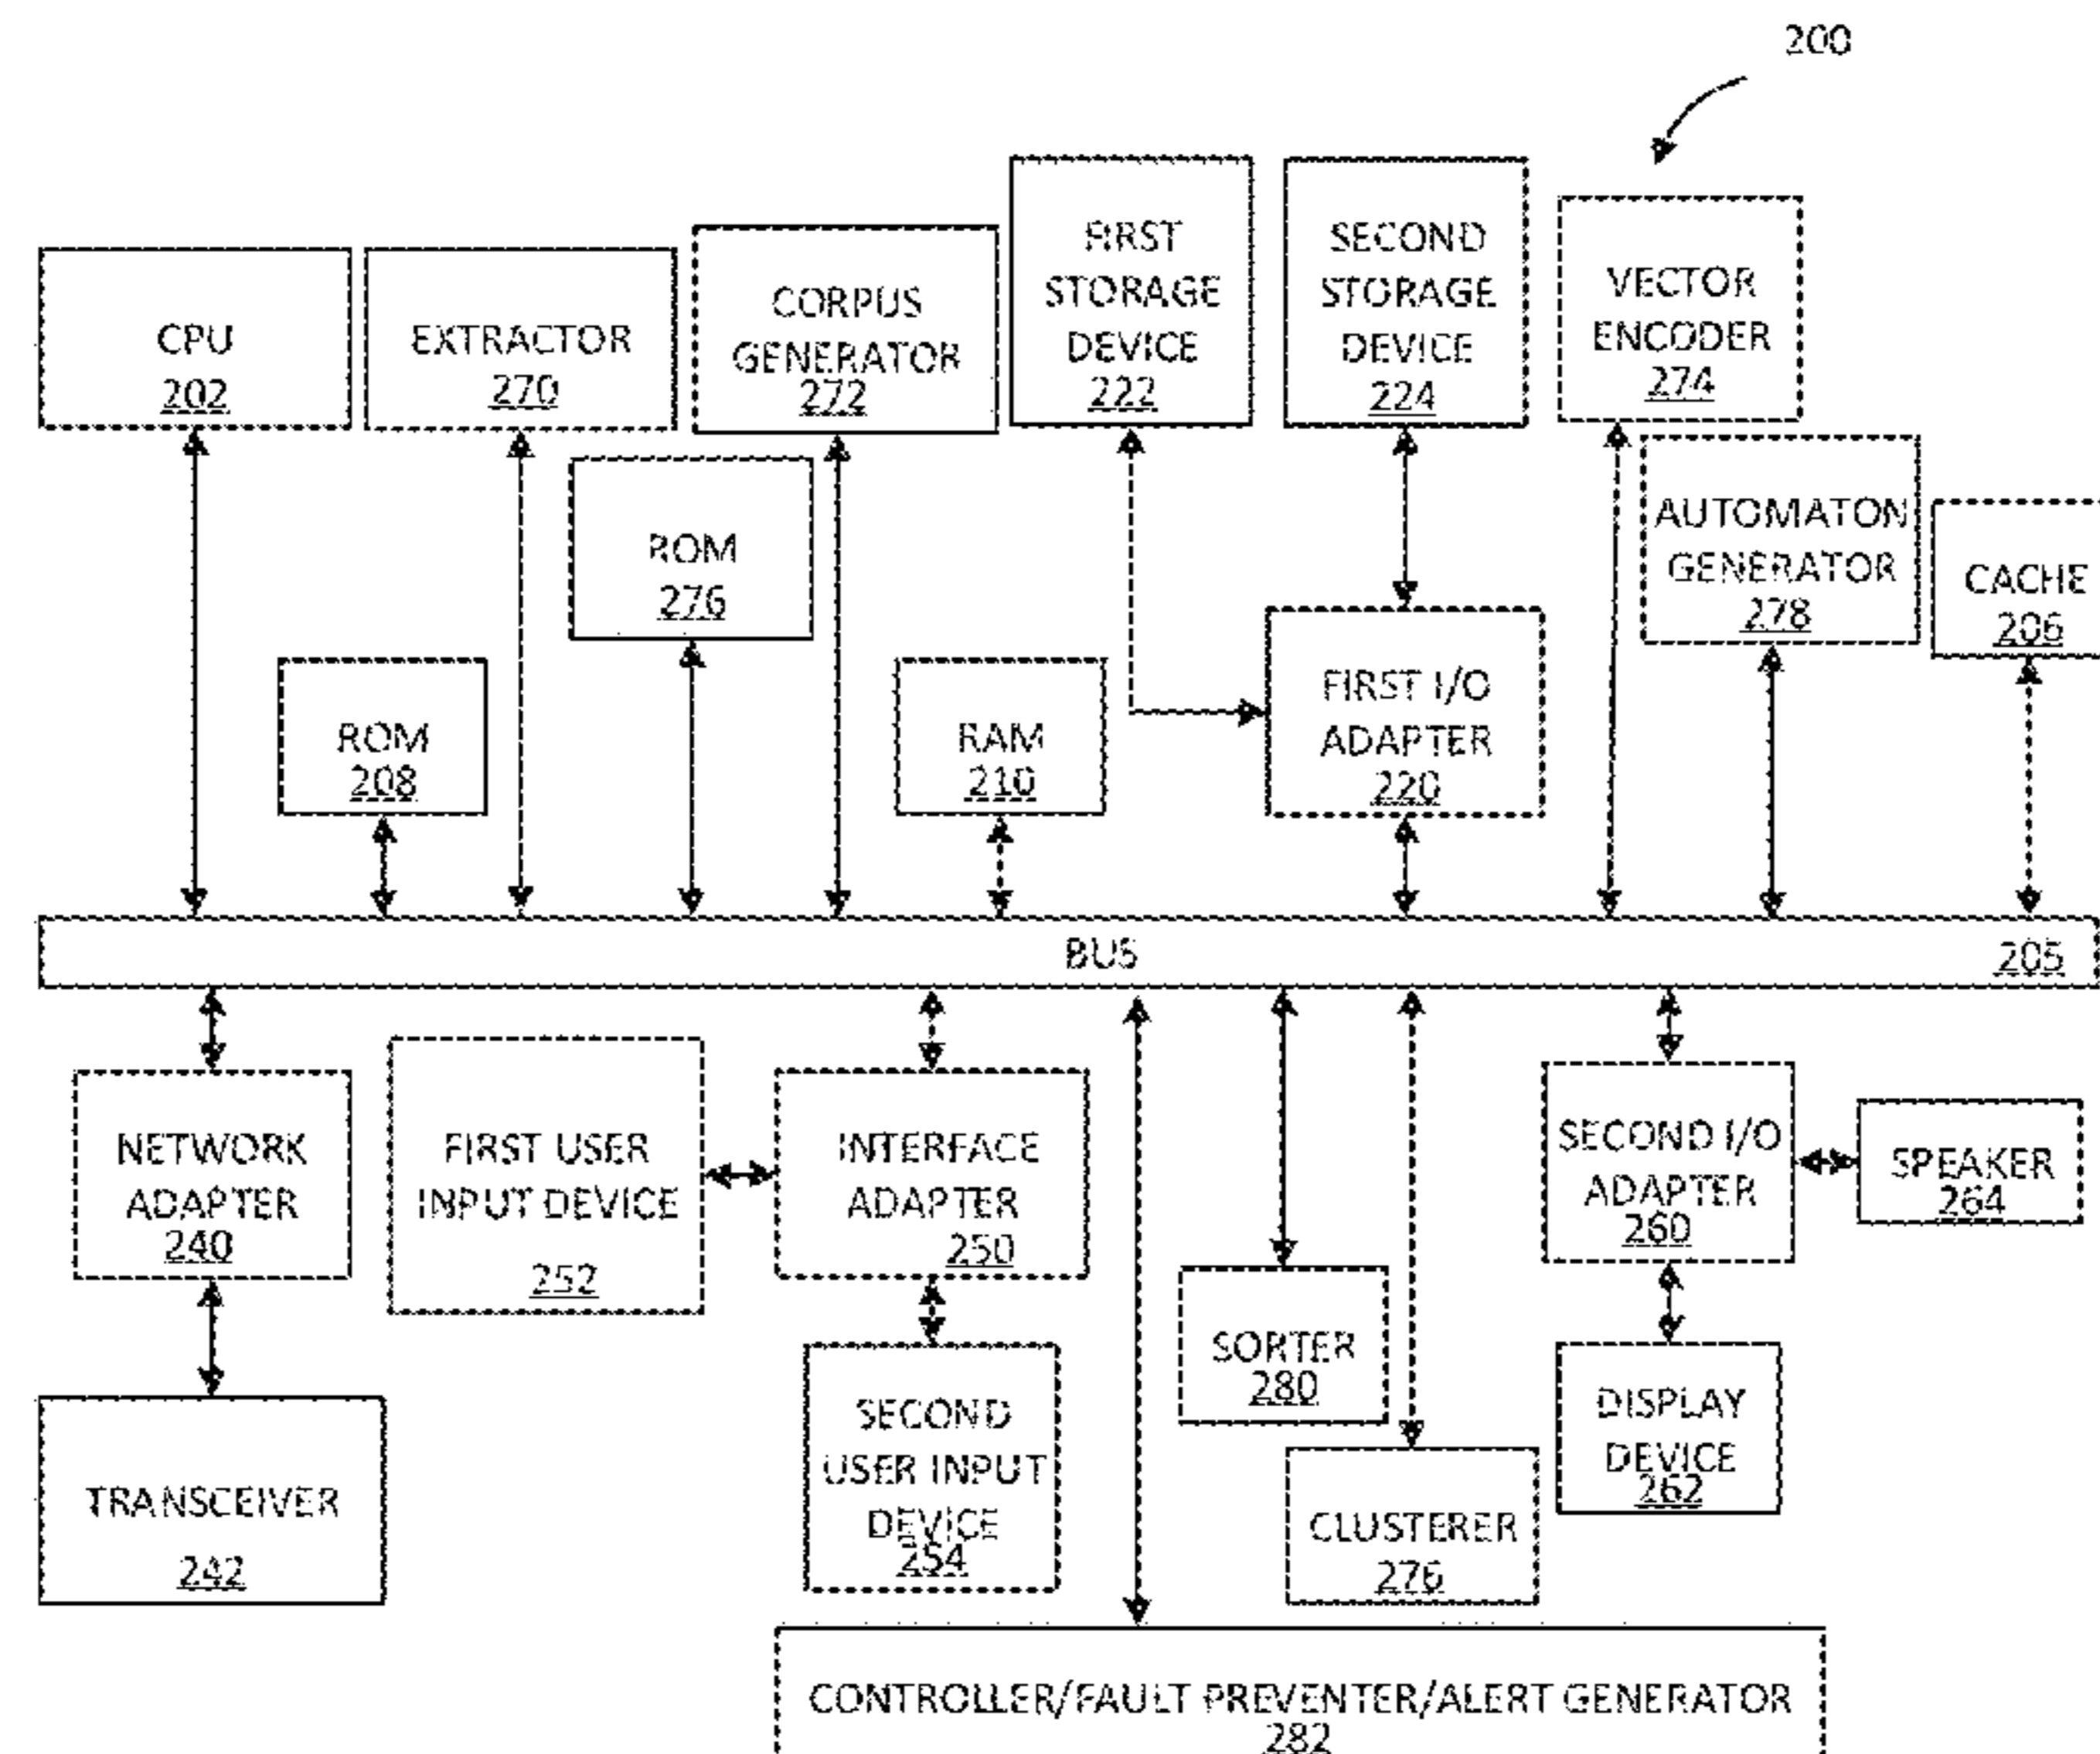 200
CPU
202
EXTRACTOR
270
CORPUS
GENERATOR
272
FIRST
STORAGE
DEVICE
222
SECOND
STORAGE
DEVICE
224
VECTOR
ENCODER
274
ROM
276
AUTOMATON
GENERATOR
278
CACHE
206
ROM
208
RAM
210
FIRST I/O
ADAPTER
220
BUS
205
NETWORK
ADAPTER
240
FIRST USER
INPUT DEVICE
252
INTERFACE
ADAPTER
250
SECOND I/O
ADAPTER
260
SPEAKER
264
TRANSCEIVER
242
SECOND
USER INPUT
DEVICE
254
SORTER
280
CLUSTERER
276
DISPLAY
DEVICE
262
CONTROLLER/FAULT PREVENTER/ALERT GENERATOR
282